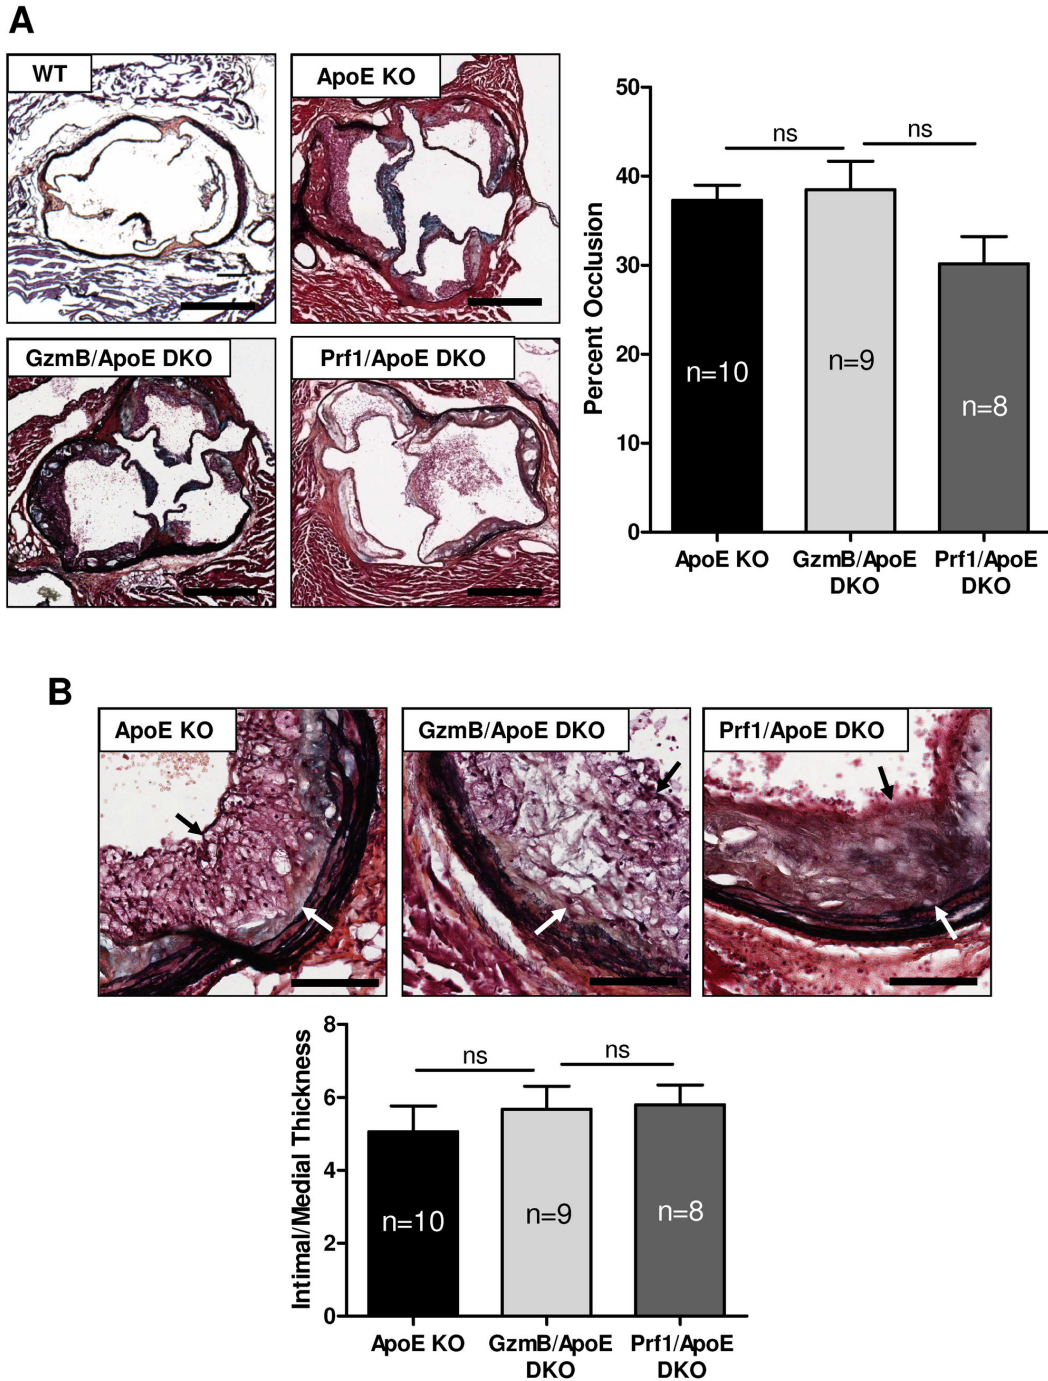 A
WT
ApoE KO
GzmB/ApoE DKO
Prf1/ApoE DKO
Percent Occlusion
50
40
30
20
10
0
ns
ns
n=10
n=9
n=8
ApoE KO
GzmB/ApoE
DKO
Prf1/ApoE
DKO
B
ApoE KO
GzmB/ApoE DKO
Prf1/ApoE DKO
Intimal/Medial Thickness
8
6
4
2
0
ns
ns
n=10
n=9
n=8
ApoE KO
GzmB/ApoE
DKO
Prf1/ApoE
DKO